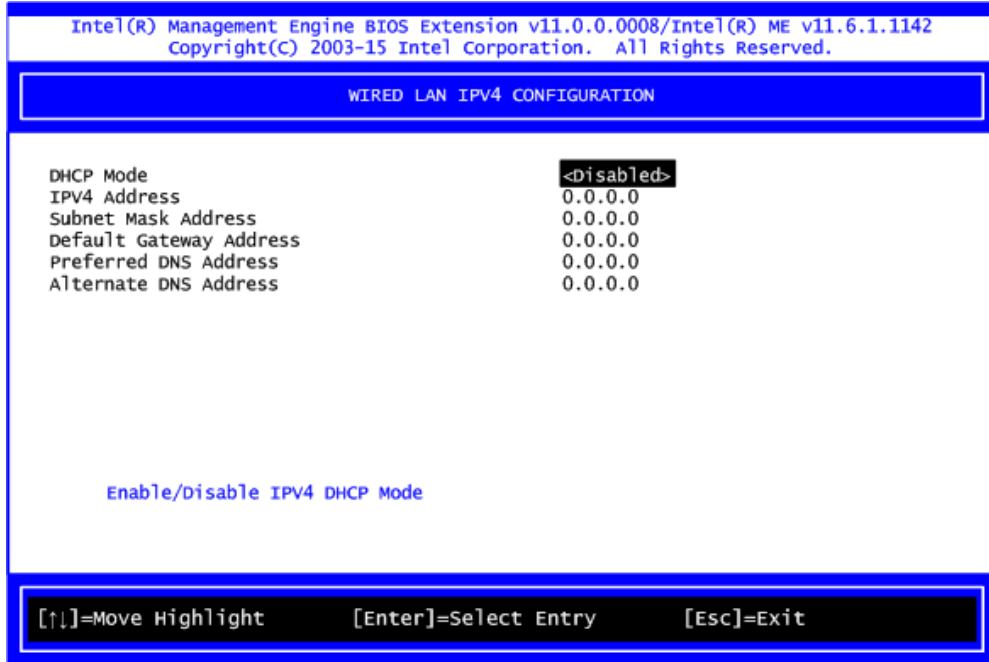 Intel(R) Management Engine BIOS Extension v11.0.0.0008/Intel(R) ME v11.6.1.1142
Copyright(C) 2003-15 Intel Corporation. All Rights Reserved.
WIRED LAN IPV4 CONFIGURATION
DHCP Mode <Disabled>
IPV4 Address 0.0.0.0
Subnet Mask Address 0.0.0.0
Default Gateway Address 0.0.0.0
Preferred DNS Address 0.0.0.0
Alternate DNS Address 0.0.0.0
Enable/Disable IPV4 DHCP Mode
[↑↓]=Move Highlight [Enter]=Select Entry [Esc]=Exit